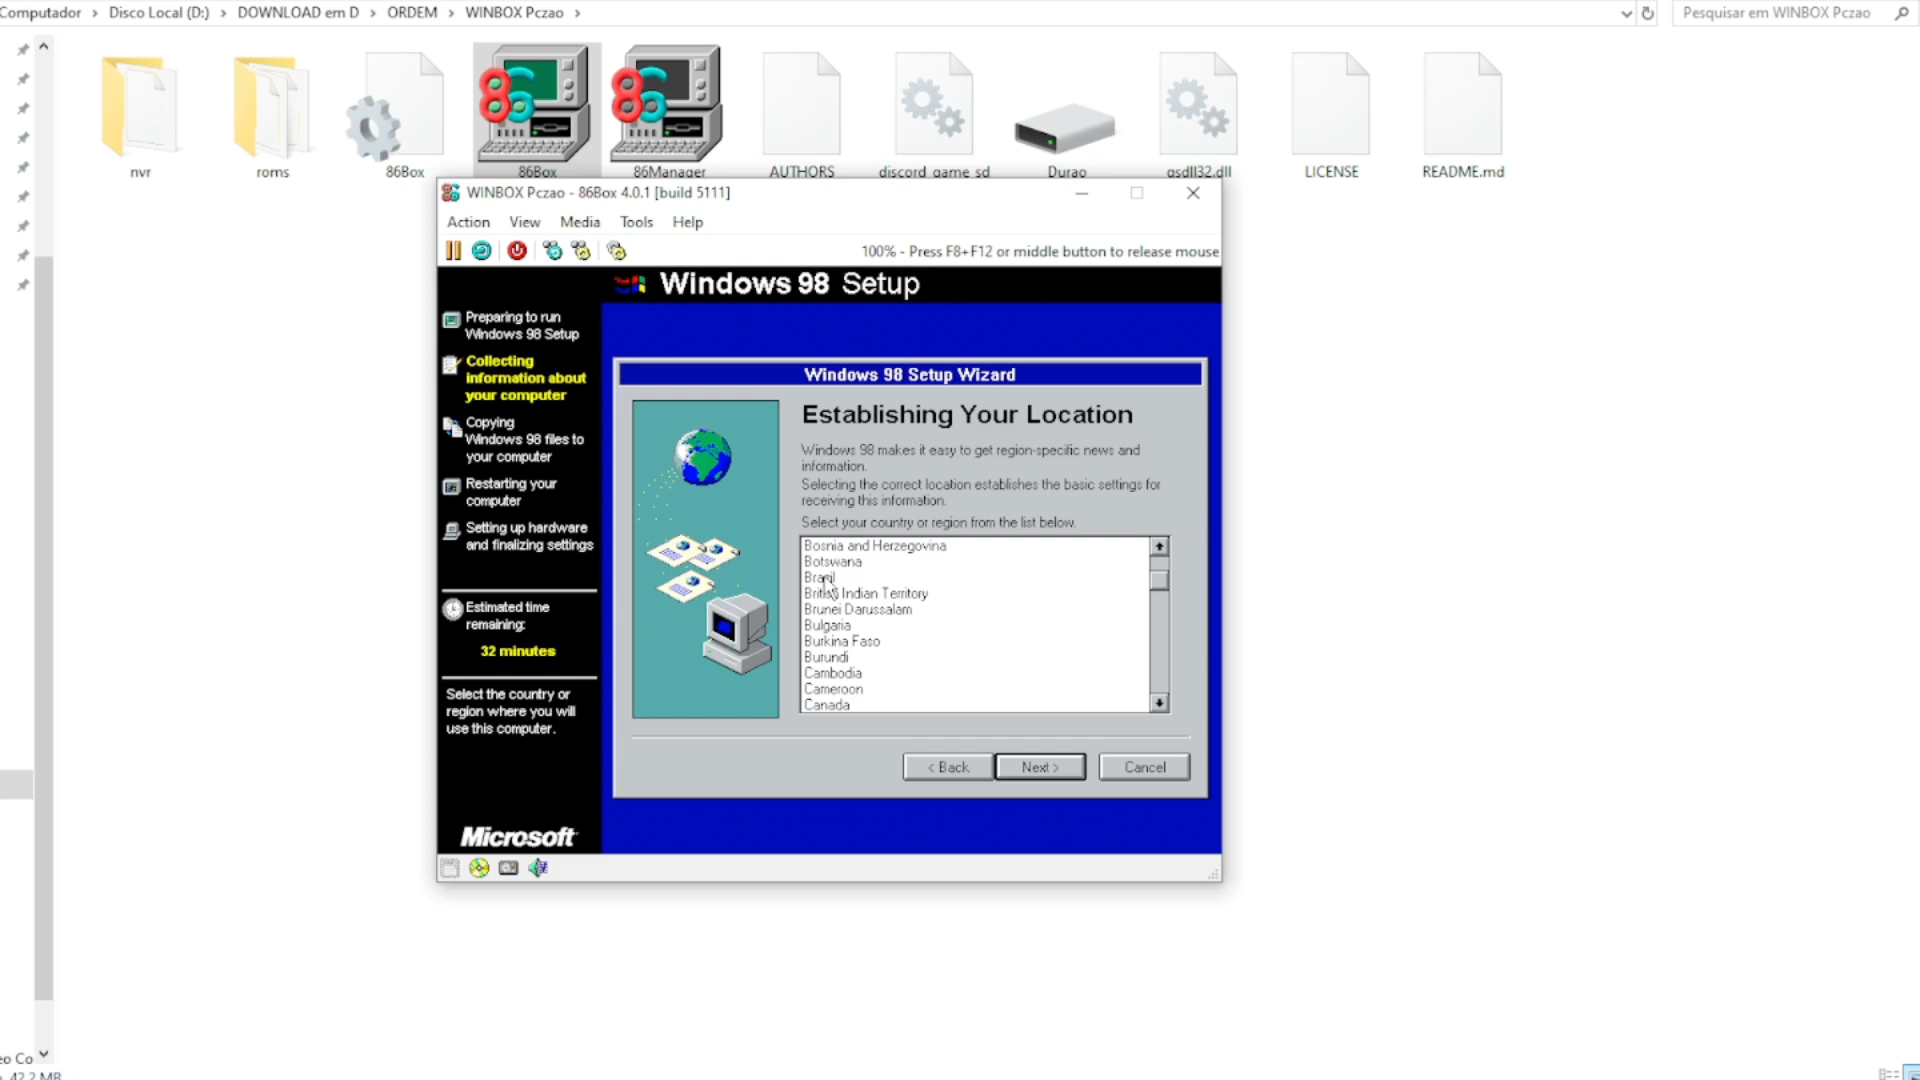 Computador > Disco Local (D:) > DOWNLOAD em D > ORDEM > WINBOX Pczao >
Pesquisar em WINBOX Pczao
nvr
roms
86Box
86Box
86Manager
AUTHORS
discord_game_sd
Durao
gsdll32.dll
LICENSE
README.md
WINBOX Pczao - 86Box 4.0.1 [build 5111]
Action View Media Tools Help
100% - Press F8+F12 or middle button to release mouse
Windows 98 Setup
Preparing to run
Windows 98 Setup
Collecting
information about
your computer
Copying
Windows 98 files to
your computer
Restarting your
computer
Setting up hardware
and finalizing settings
Estimated time
remaining:
32 minutes
Select the country or
region where you will
use this computer.
Microsoft
Windows 98 Setup Wizard
Establishing Your Location
Windows 98 makes it easy to get region-specific news and
information.
Selecting the correct location establishes the basic settings for
receiving this information.
Select your country or region from the list below.
Bosnia and Herzegovina
Botswana
Brasil
British Indian Territory
Brunei Darussalam
Bulgaria
Burkina Faso
Burundi
Cambodia
Cameroon
Canada
< Back
Next >
Cancel
eo Co
42,2 MB